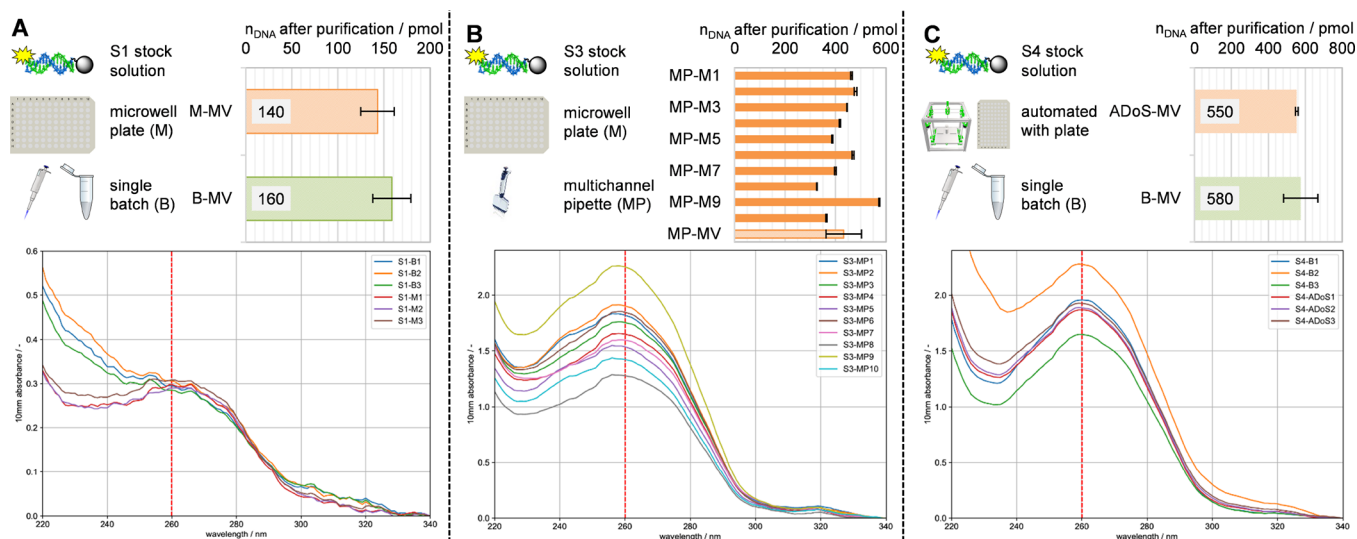 A
S1 stock
solution
microwell
plate (M)
single
batch (B)
n_DNA after purification / pmol
0 50 100 150 200
M-MV
140
B-MV
160
0.6
0.5
0.4
0.3
0.2
0.1
0.0
10mm absorbance / -
220 240 260 280 300 320 340
wavelength / nm
S1-B1
S1-B2
S1-B3
S1-M1
S1-M2
S1-M3
B
S3 stock
solution
microwell
plate (M)
multichannel
pipette (MP)
n_DNA after purification / pmol
0 200 400 600
MP-M1
MP-M3
MP-M5
MP-M7
MP-M9
MP-MV
2.0
1.5
1.0
0.5
0.0
10mm absorbance / -
220 240 260 280 300 320 340
wavelength / nm
S3-MP1
S3-MP2
S3-MP3
S3-MP4
S3-MP5
S3-MP6
S3-MP7
S3-MP8
S3-MP9
S3-MP10
C
S4 stock
solution
automated
with plate
single
batch (B)
n_DNA after purification / pmol
0 200 400 600 800
ADoS-MV
550
B-MV
580
2.0
1.5
1.0
0.5
0.0
10mm absorbance / -
220 240 260 280 300 320 340
wavelength / nm
S4-B1
S4-B2
S4-B3
S4-ADoS1
S4-ADoS2
S4-ADoS3